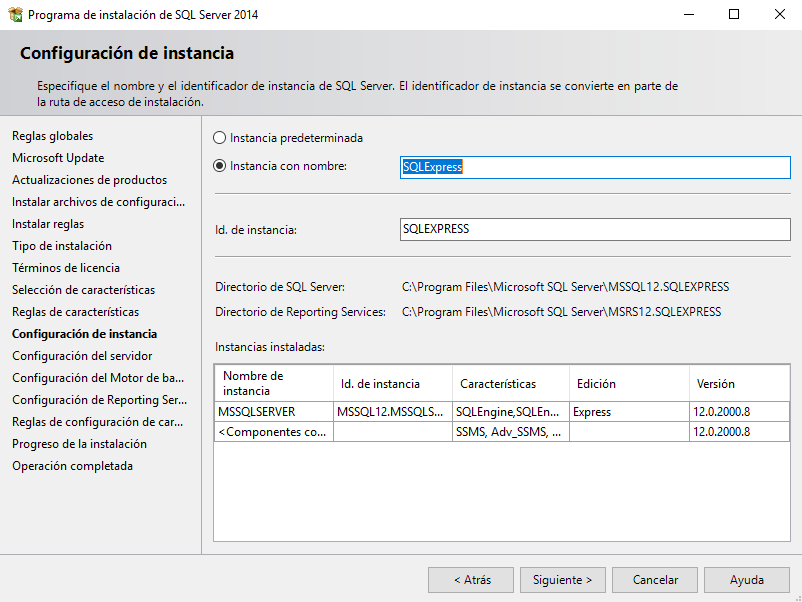 Programa de instalación de SQL Server 2014
Configuración de instancia
Especifique el nombre y el identificador de instancia de SQL Server. El identificador de instancia se convierte en parte de
la ruta de acceso de instalación.
Reglas globales
Microsoft Update
Actualizaciones de productos
Instalar archivos de configuraci...
Instalar reglas
Tipo de instalación
Términos de licencia
Selección de características
Reglas de características
Configuración de instancia
Configuración del servidor
Configuración del Motor de ba...
Configuración de Reporting Ser...
Reglas de configuración de car...
Progreso de la instalación
Operación completada
Instancia predeterminada
Instancia con nombre: SQLExpress
Id. de instancia: SQLEXPRESS
Directorio de SQL Server: C:\Program Files\Microsoft SQL Server\MSSQL12.SQLEXPRESS
Directorio de Reporting Services: C:\Program Files\Microsoft SQL Server\MSRS12.SQLEXPRESS
Instancias instaladas:
Nombre de
instancia Id. de instancia Características Edición Versión
MSSQLSERVER MSSQL12.MSSQLS... SQLEngine,SQLEn... Express 12.0.2000.8
<Componentes co... SSMS, Adv_SSMS, ... 12.0.2000.8
< Atrás Siguiente > Cancelar Ayuda